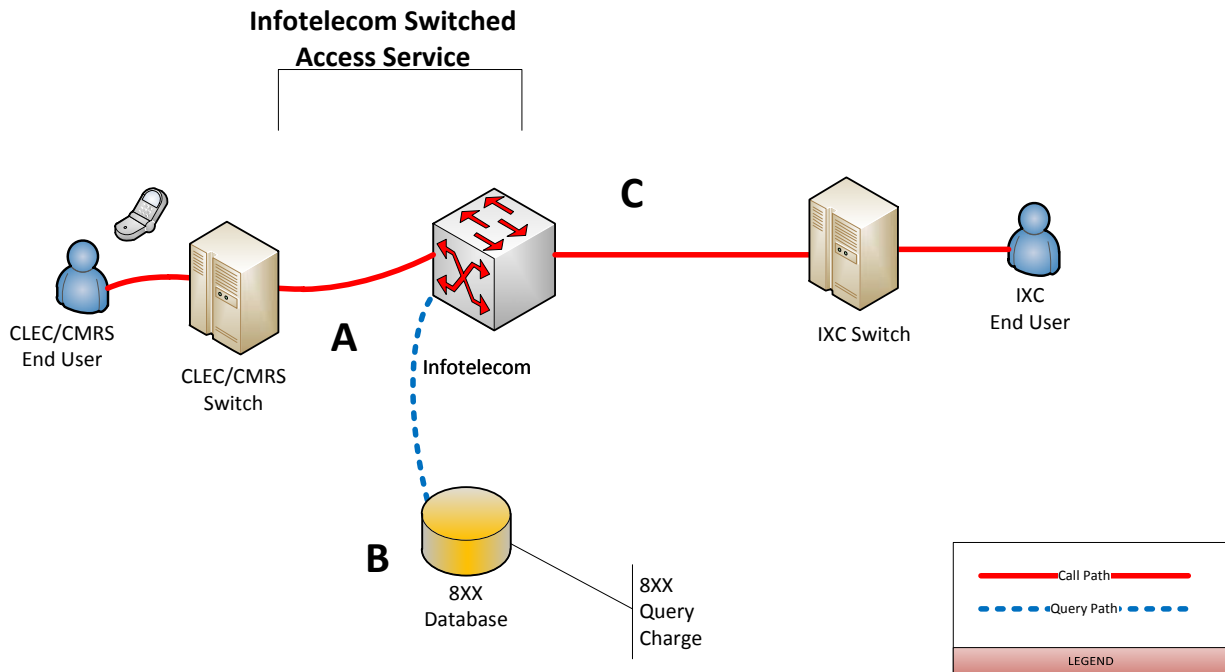 Infotelecom Switched
Access Service
C
CLEC/CMRS
End User
A
CLEC/CMRS
Switch
Infotelecom
IXC Switch
IXC
End User
B
8XX
Database
8XX
Query
Charge
Call Path
Query Path
LEGEND